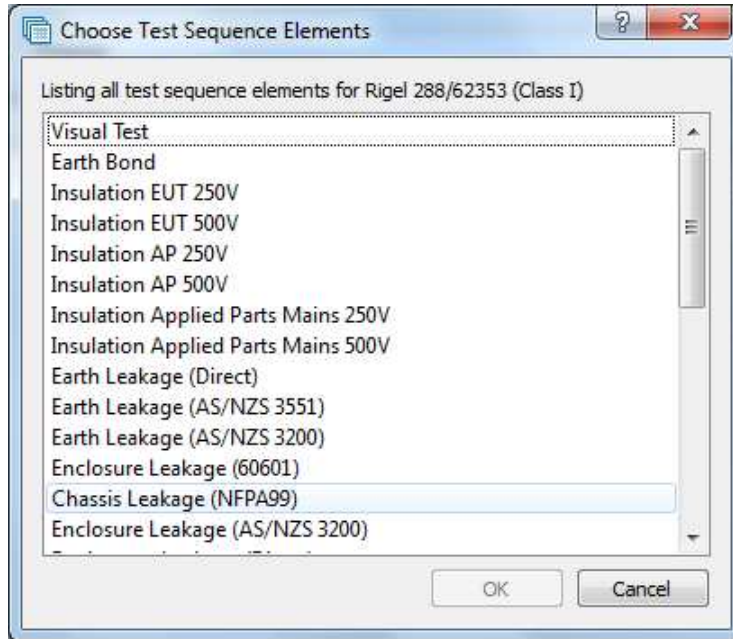 Choose Test Sequence Elements
?
Listing all test sequence elements for Rigel 288/62353 (Class I)
Visual Test
Earth Bond
Insulation EUT 250V
Insulation EUT 500V
Insulation AP 250V
Insulation AP 500V
Insulation Applied Parts Mains 250V
Insulation Applied Parts Mains 500V
Earth Leakage (Direct)
Earth Leakage (AS/NZS 3551)
Earth Leakage (AS/NZS 3200)
Enclosure Leakage (60601)
Chassis Leakage (NFPA99)
Enclosure Leakage (AS/NZS 3200)
OK Cancel